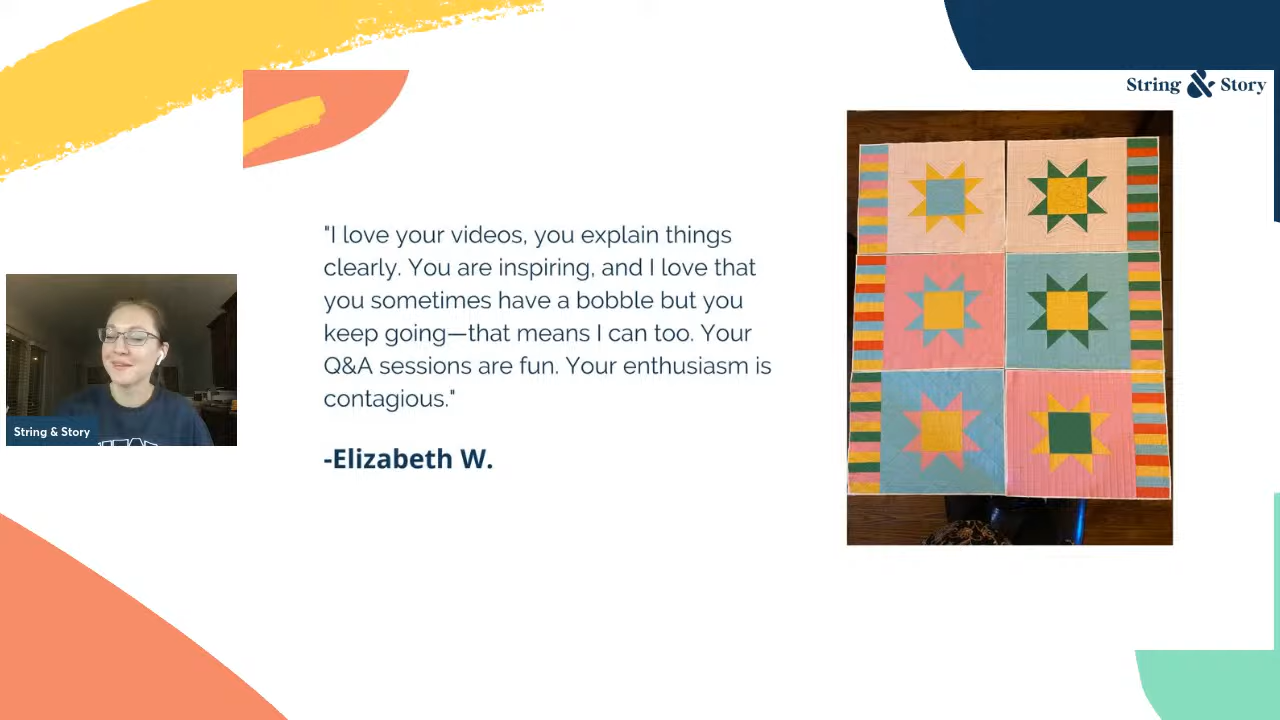 String & Story
"I love your videos, you explain things
clearly. You are inspiring, and I love that
you sometimes have a bobble but you
keep going—that means I can too. Your
Q&A sessions are fun. Your enthusiasm is
contagious."
-Elizabeth W.
String & Story